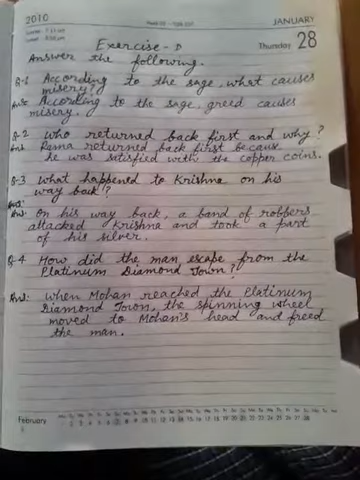 2010
JANUARY
Thursday 28
Exercise - D
Answer the following.
Q-1 According to the sage, what causes
misery?
Ans: According to the sage, greed causes
misery.
Q-2 Who returned back first and why?
Ans: Rema returned back first because
he was satisfied with the copper coins.
Q-3 What happened to Krishna on his
way back?
Ans: On his way back, a band of robbers
attacked Krishna and took a part
of his silver.
Q-4 How did the man escape from the
Platinum Diamond Town?
Ans: When Mohan reached the Platinum
Diamond Town, the spinning wheel
moved to Mohan's head and freed
the man.
February